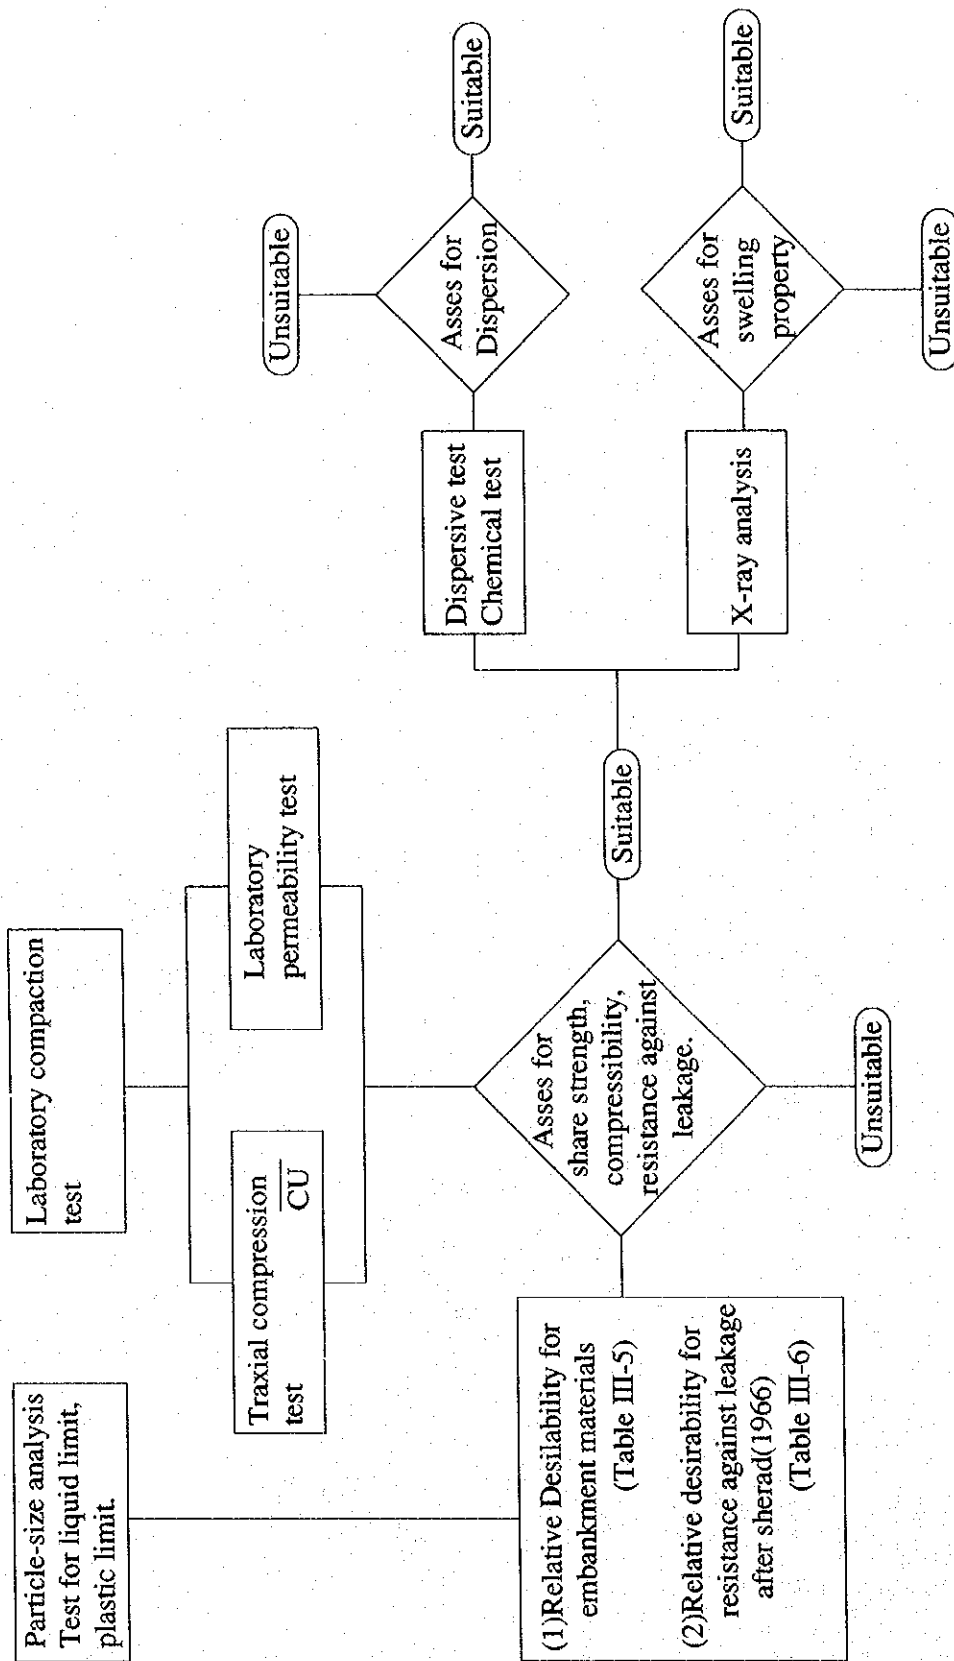 Particle-size analysis
Test for liquid limit,
plastic limit.
Laboratory compaction
test
Traxial compression
test
CU
Laboratory
permeability test
(1)Relative Desilability for
embankment materials
(Table III-5)
(2)Relative desirability for
resistance against leakage
after sherad(1966)
(Table III-6)
Asses for
share strength,
compressibility,
resistance against
leakage.
Unsuitable
Suitable
Dispersive test
Chemical test
Asses for
Dispersion
Unsuitable
Suitable
X-ray analysis
Asses for
swelling
property
Suitable
Unsuitable